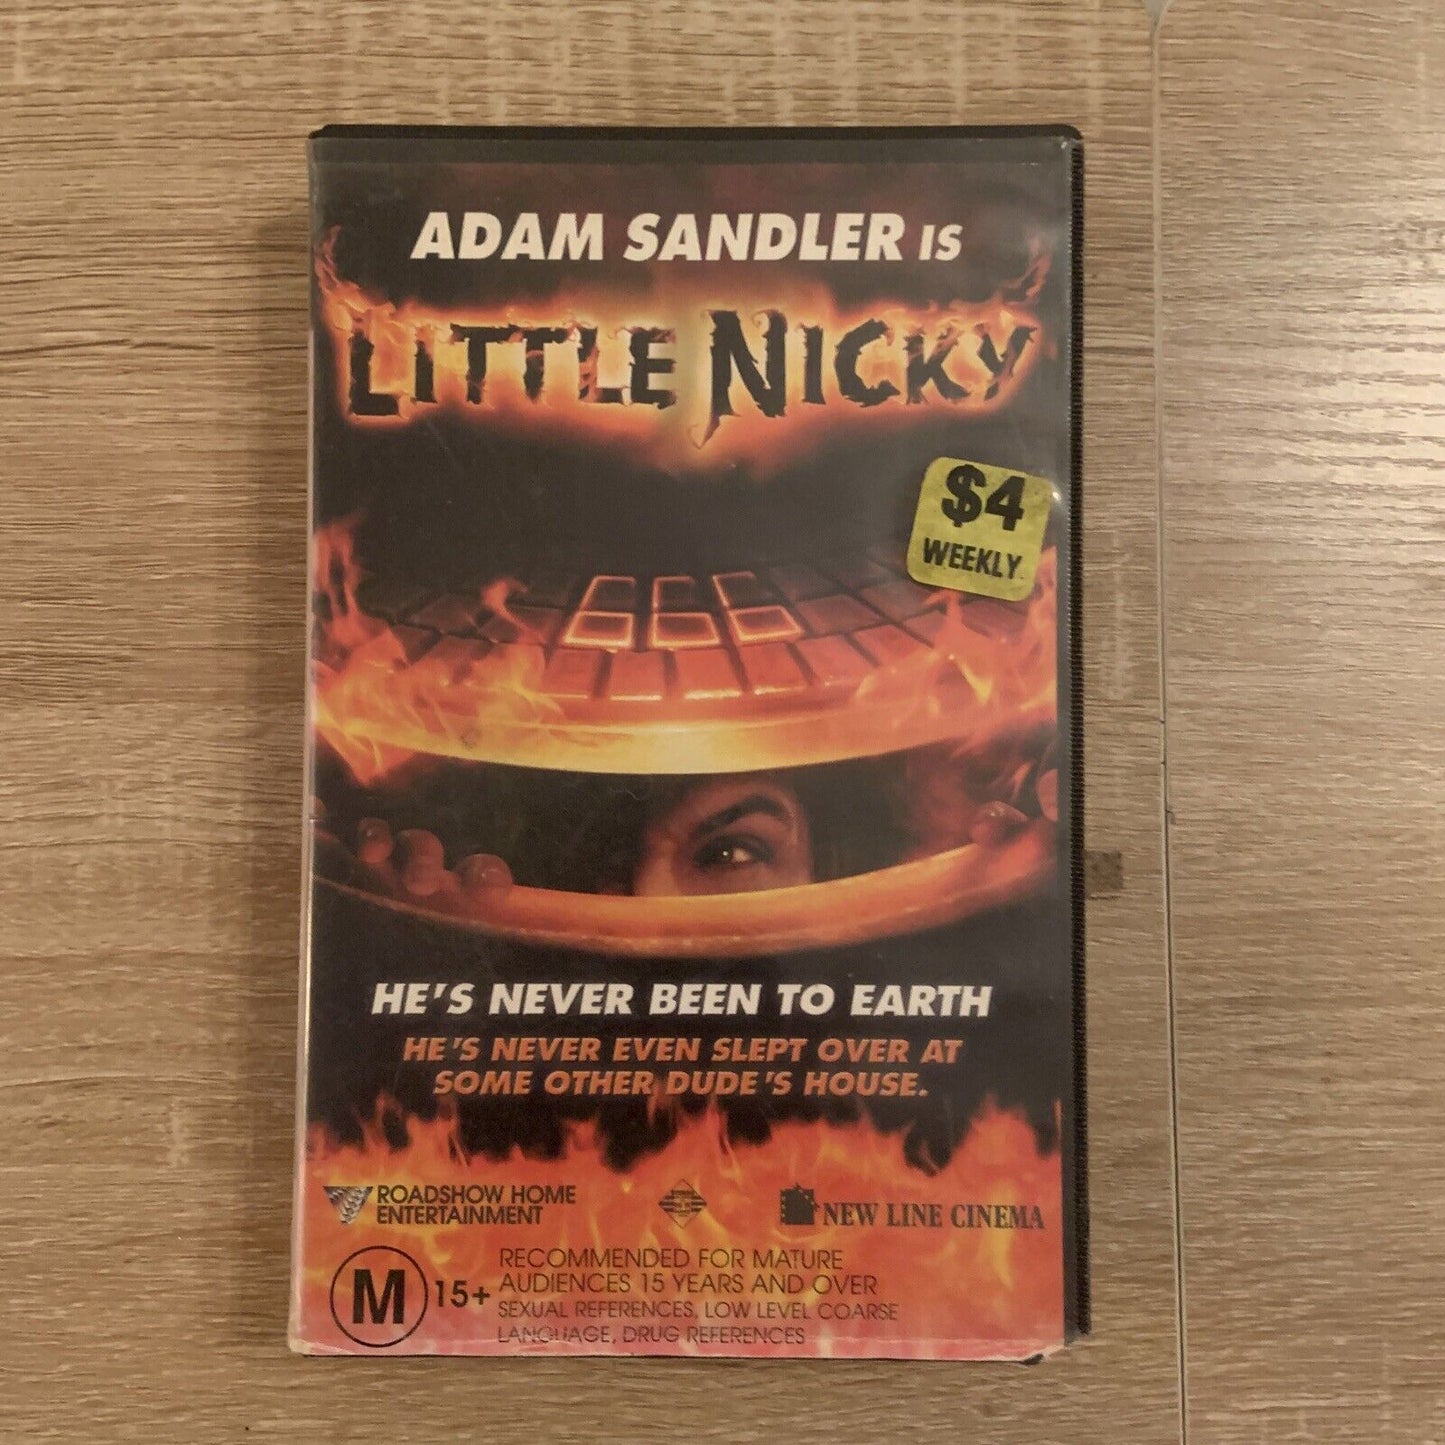 ADAM SANDLER IS
LITTLE NICKY
$4
WEEKLY
HE'S NEVER BEEN TO EARTH
HE'S NEVER EVEN SLEPT OVER AT
SOME OTHER DUDE'S HOUSE.
ROADSHOW HOME
ENTERTAINMENT
NEW LINE CINEMA
M 15+
RECOMMENDED FOR MATURE
AUDIENCES 15 YEARS AND OVER
SEXUAL REFERENCES, LOW LEVEL COARSE
LANGUAGE, DRUG REFERENCES